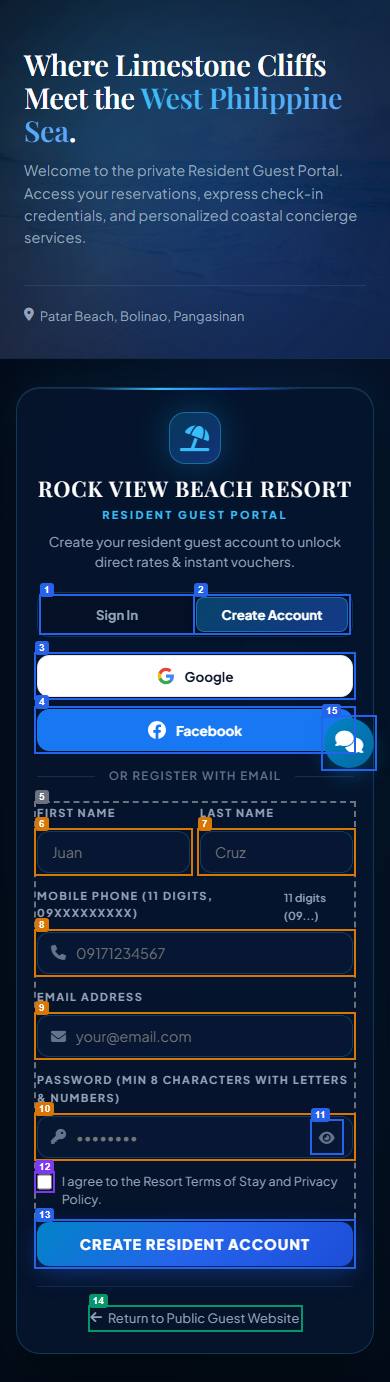 Where Limestone Cliffs
Meet the West Philippine
Sea.
Welcome to the private Resident Guest Portal.
Access your reservations, express check-in
credentials, and personalized coastal concierge
services.
Patar Beach, Bolinao, Pangasinan
ROCK VIEW BEACH RESORT
RESIDENT GUEST PORTAL
Create your resident guest account to unlock
direct rates & instant vouchers.
1 2
Sign In Create Account
3
Google
4
Facebook
15
OR REGISTER WITH EMAIL
5
FIRST NAME LAST NAME
6 7
Juan Cruz
MOBILE PHONE (11 DIGITS, 11 digits
09XXXXXXXXX) (09...)
8
09171234567
EMAIL ADDRESS
9
your@email.com
PASSWORD (MIN 8 CHARACTERS WITH LETTERS
& NUMBERS)
10 11
12
I agree to the Resort Terms of Stay and Privacy
Policy.
13
CREATE RESIDENT ACCOUNT
14
Return to Public Guest Website